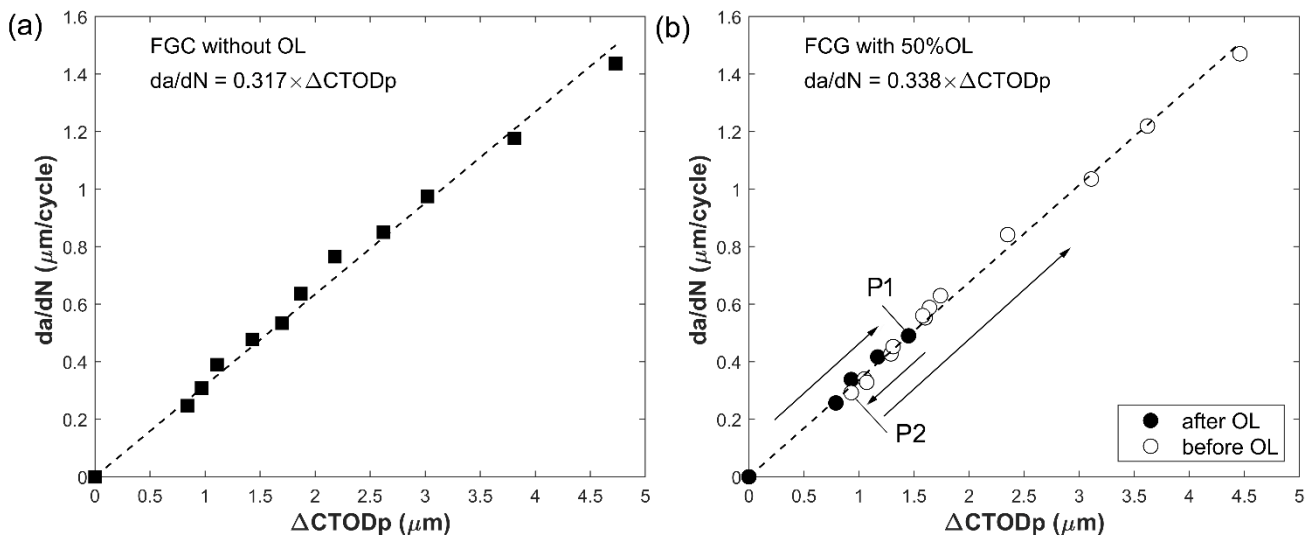 (a)
FGC without OL
da/dN = 0.317×ΔCTODp
1.6
1.4
1.2
1
0.8
0.6
0.4
0.2
0
da/dN (μm/cycle)
0 0.5 1 1.5 2 2.5 3 3.5 4 4.5 5
ΔCTODp (μm)
(b)
FCG with 50%OL
da/dN = 0.338×ΔCTODp
1.6
1.4
1.2
1
0.8
0.6
0.4
0.2
0
da/dN (μm/cycle)
P1
P2
after OL
before OL
0 0.5 1 1.5 2 2.5 3 3.5 4 4.5 5
ΔCTODp (μm)